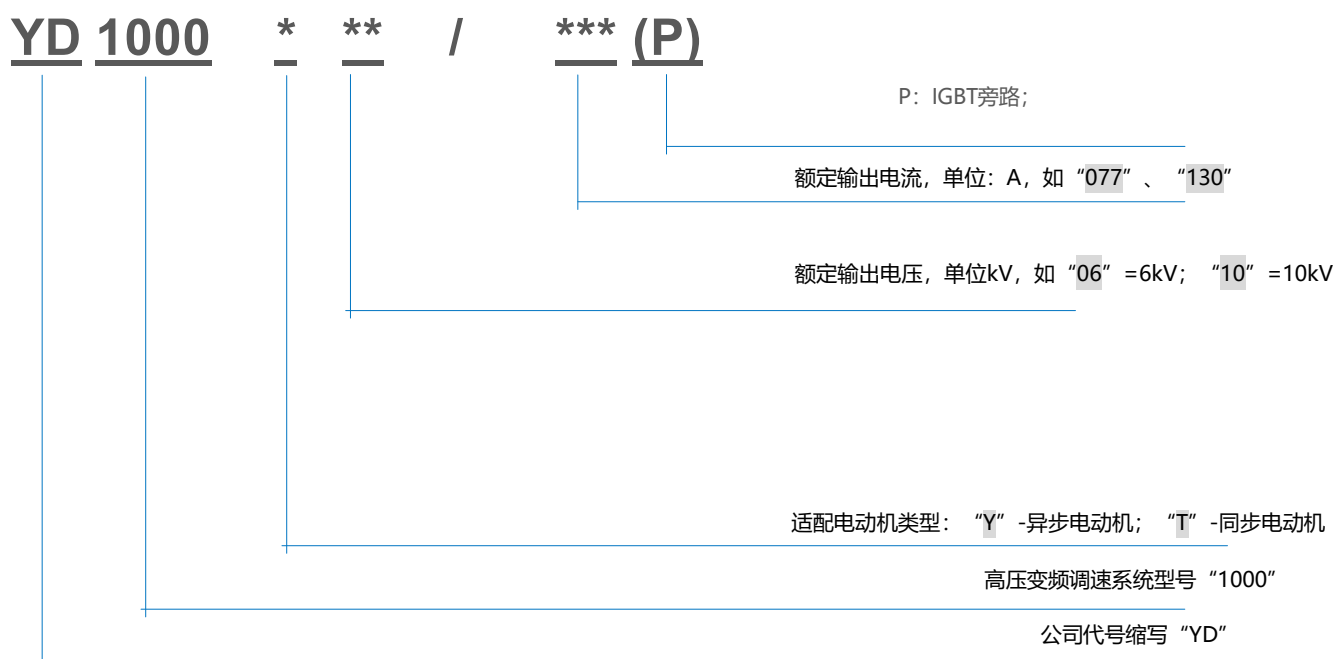 YD 1000 * ** / *** (P)
P：IGBT旁路；
额定输出电流，单位：A，如“077”、“130”
额定输出电压，单位kV，如“06”=6kV；“10”=10kV
适配电动机类型：“Y”-异步电动机；“T”-同步电动机
高压变频调速系统型号“1000”
公司代号缩写“YD”